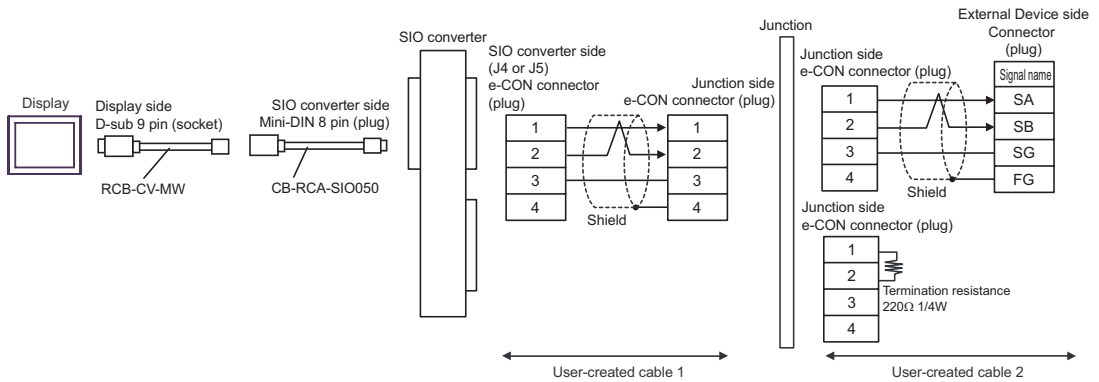 Display
Display side
D-sub 9 pin (socket)
RCB-CV-MW
SIO converter side
Mini-DIN 8 pin (plug)
CB-RCA-SIO050
SIO converter
SIO converter side
(J4 or J5)
e-CON connector
(plug)
1
2
3
4
Shield
Junction side
e-CON connector (plug)
1
2
3
4
User-created cable 1
Junction
Junction side
e-CON connector (plug)
1
2
3
4
Shield
External Device side
Connector
(plug)
Signal name
SA
SB
SG
FG
Junction side
e-CON connector (plug)
1
2
3
4
Termination resistance
220Ω 1/4W
User-created cable 2